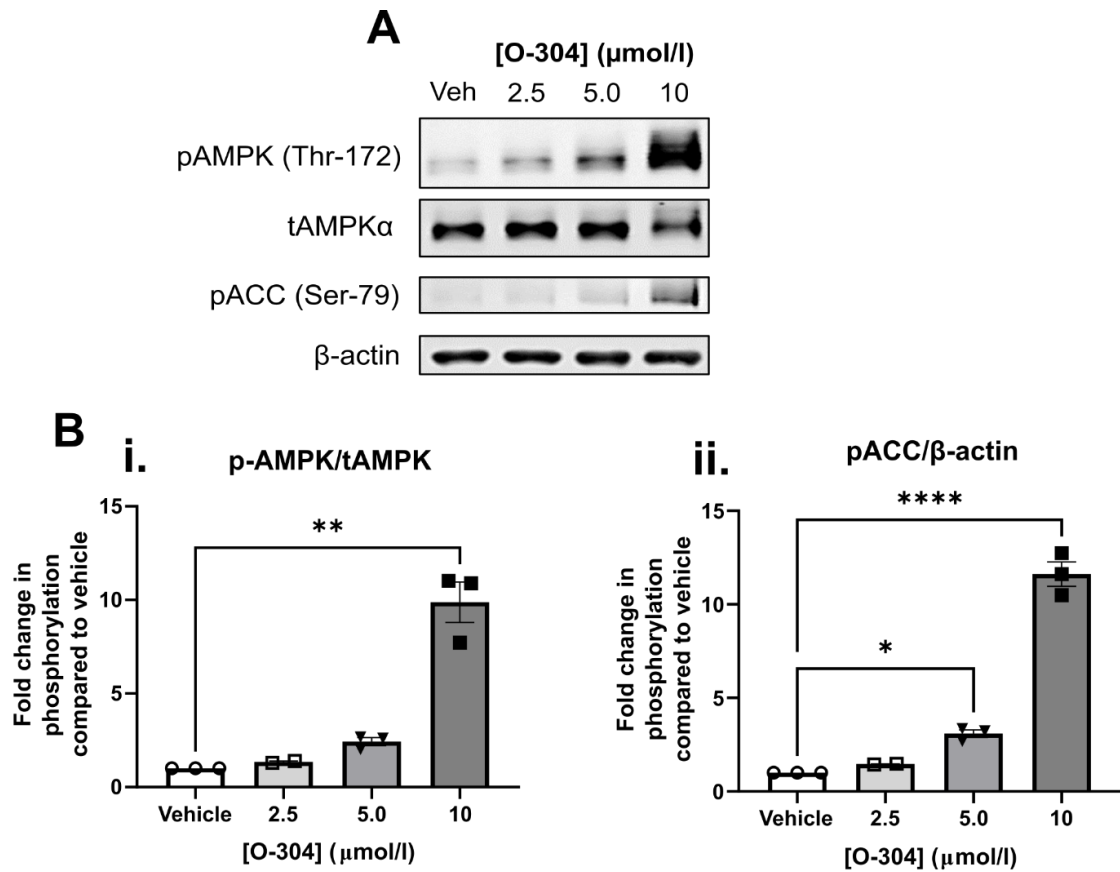 A
[O-304] (µmol/l)
Veh 2.5 5.0 10
pAMPK (Thr-172)
tAMPKα
pACC (Ser-79)
β-actin
B
i.
p-AMPK/tAMPK
Fold change in
phosphorylation
compared to vehicle
15
10
5
0
**
Vehicle 2.5 5.0 10
[O-304] (µmol/l)
ii.
pACC/β-actin
Fold change in
phosphorylation
compared to vehicle
15
10
5
0
****
*
Vehicle 2.5 5.0 10
[O-304] (µmol/l)